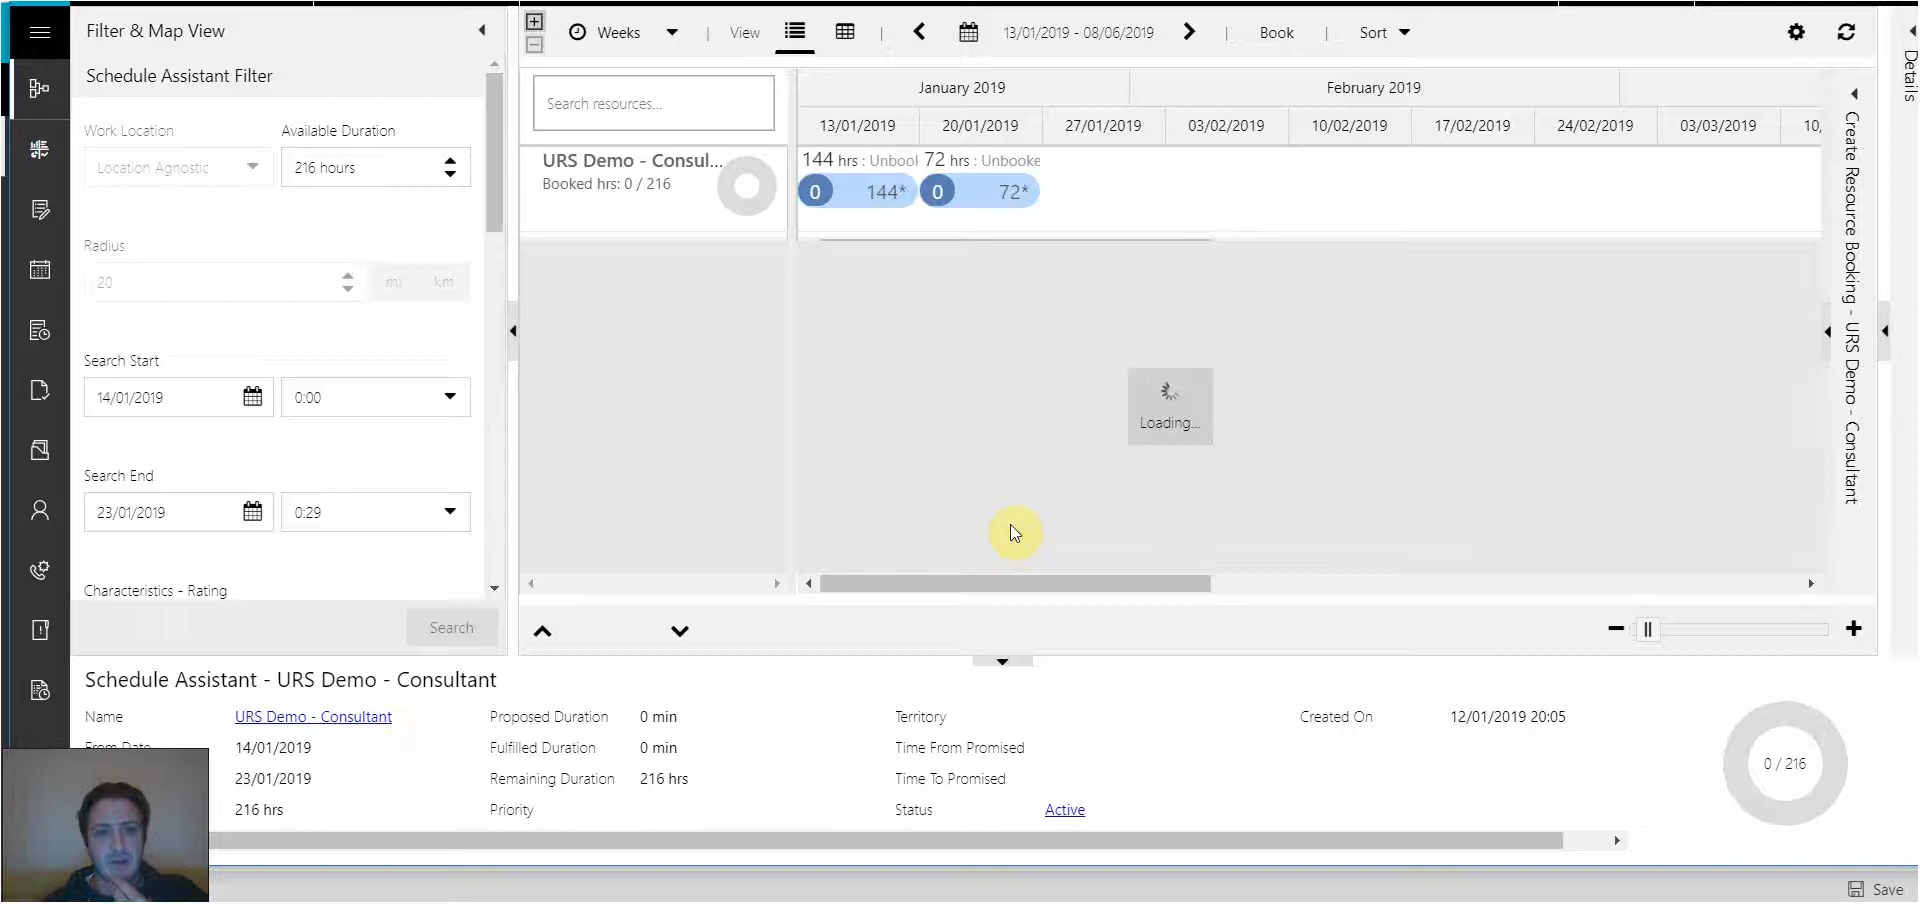 Filter & Map View
Schedule Assistant Filter
Work Location
Available Duration
Location Agnostic
216 hours
Radius
20
mi
km
Search Start
14/01/2019
0:00
Search End
23/01/2019
0:29
Characteristics - Rating
Search
Weeks
View
13/01/2019 - 08/06/2019
Book
Sort
Search resources...
January 2019
February 2019
13/01/2019
20/01/2019
27/01/2019
03/02/2019
10/02/2019
17/02/2019
24/02/2019
03/03/2019
10,
URS Demo - Consul...
Booked hrs: 0 / 216
144 hrs : Unbool
72 hrs : Unbooke
0
144*
0
72*
Loading...
Details
Create Resource Booking - URS Demo - Consultant
Schedule Assistant - URS Demo - Consultant
Name
URS Demo - Consultant
From Date
14/01/2019
23/01/2019
216 hrs
Proposed Duration
0 min
Fulfilled Duration
0 min
Remaining Duration
216 hrs
Priority
Territory
Time From Promised
Time To Promised
Status
Active
Created On
12/01/2019 20:05
0 / 216
Save